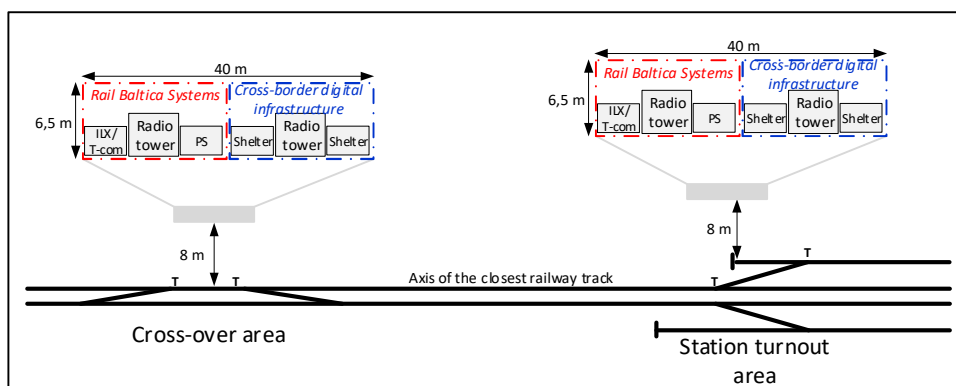 40 m
Rail Baltica Systems
Cross-border digital
infrastructure
6,5 m
ILX/
T-com
Radio
tower
PS
Shelter
Radio
tower
Shelter
40 m
Rail Baltica Systems
Cross-border digital
infrastructure
6,5 m
ILX/
T-com
Radio
tower
PS
Shelter
Radio
tower
Shelter
8 m
8 m
T
T
Axis of the closest railway track
T
T
Cross-over area
Station turnout
area